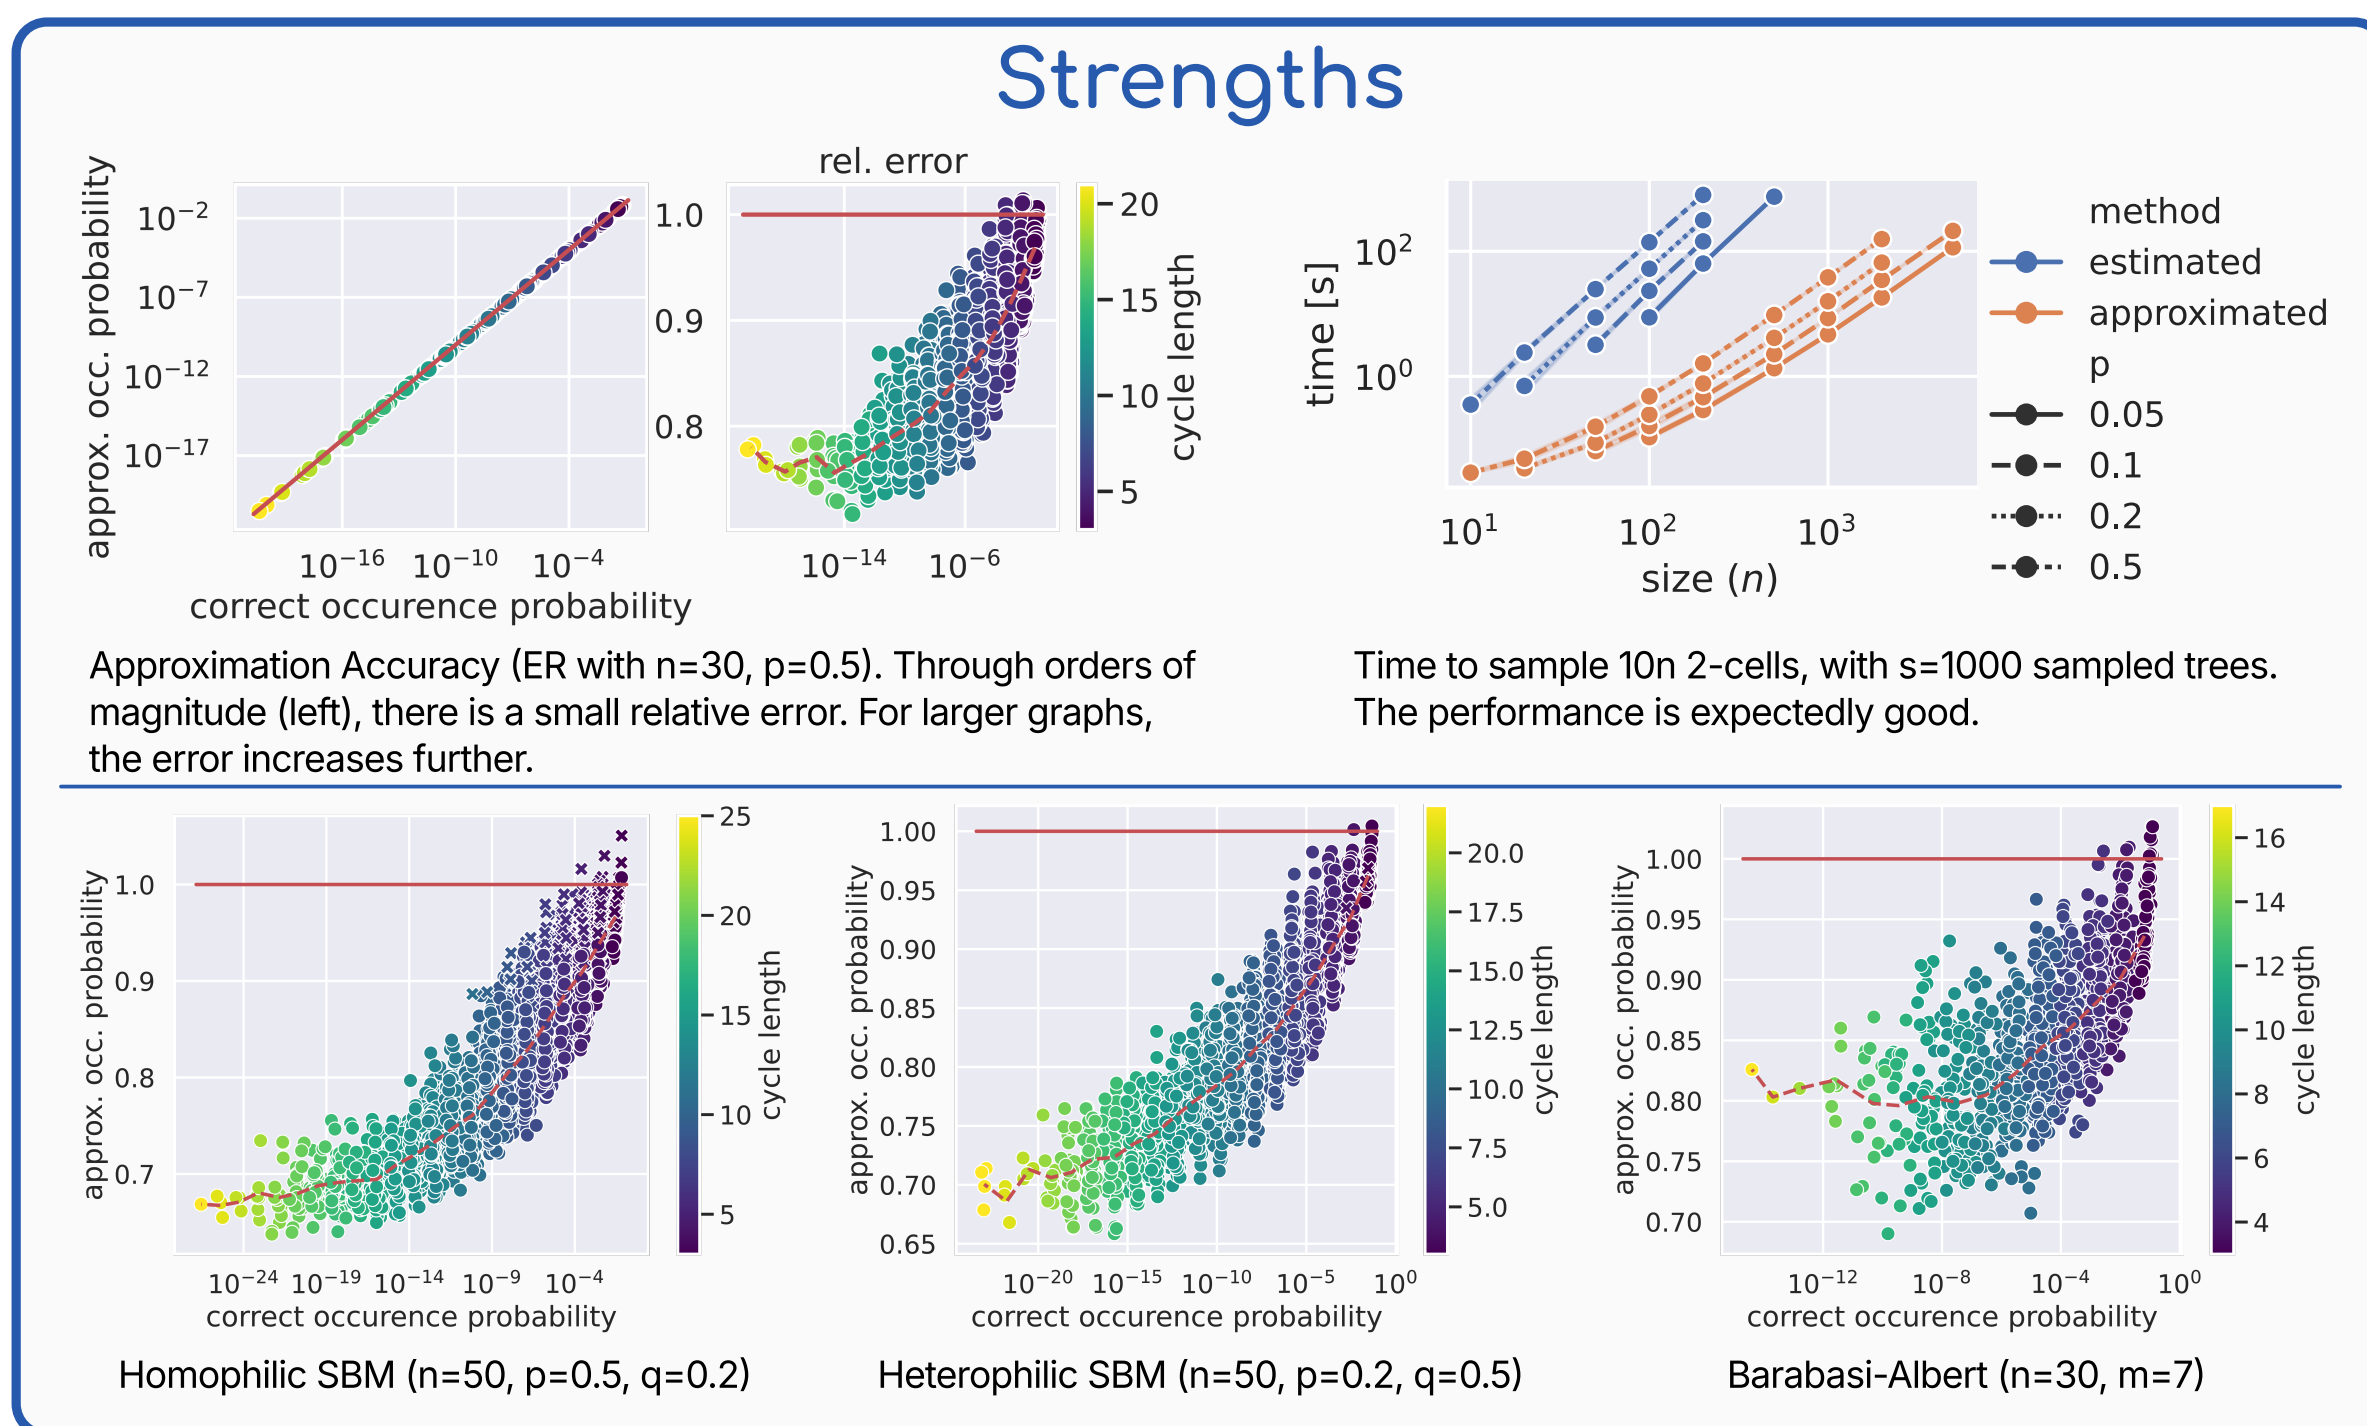 Strengths
approx. occ. probability
10⁻²
10⁻⁷
10⁻¹²
10⁻¹⁷
10⁻¹⁶ 10⁻¹⁰ 10⁻⁴
correct occurence probability
rel. error
1.0
0.9
0.8
10⁻¹⁴ 10⁻⁶
20
15
10
5
cycle length
time [s]
10²
10⁰
10¹ 10² 10³
size (n)
method
estimated
approximated
p
0.05
0.1
0.2
0.5
Approximation Accuracy (ER with n=30, p=0.5). Through orders of
magnitude (left), there is a small relative error. For larger graphs,
the error increases further.
Time to sample 10n 2-cells, with s=1000 sampled trees.
The performance is expectedly good.
approx. occ. probability
1.0
0.9
0.8
0.7
10⁻²⁴ 10⁻¹⁹ 10⁻¹⁴ 10⁻⁹ 10⁻⁴
correct occurence probability
25
20
15
10
5
cycle length
Homophilic SBM (n=50, p=0.5, q=0.2)
approx. occ. probability
1.00
0.95
0.90
0.85
0.80
0.75
0.70
0.65
10⁻²⁰ 10⁻¹⁵ 10⁻¹⁰ 10⁻⁵ 10⁰
correct occurence probability
20.0
17.5
15.0
12.5
10.0
7.5
5.0
cycle length
Heterophilic SBM (n=50, p=0.2, q=0.5)
approx. occ. probability
1.00
0.95
0.90
0.85
0.80
0.75
0.70
10⁻¹² 10⁻⁸ 10⁻⁴ 10⁰
correct occurence probability
16
14
12
10
8
6
4
cycle length
Barabasi-Albert (n=30, m=7)